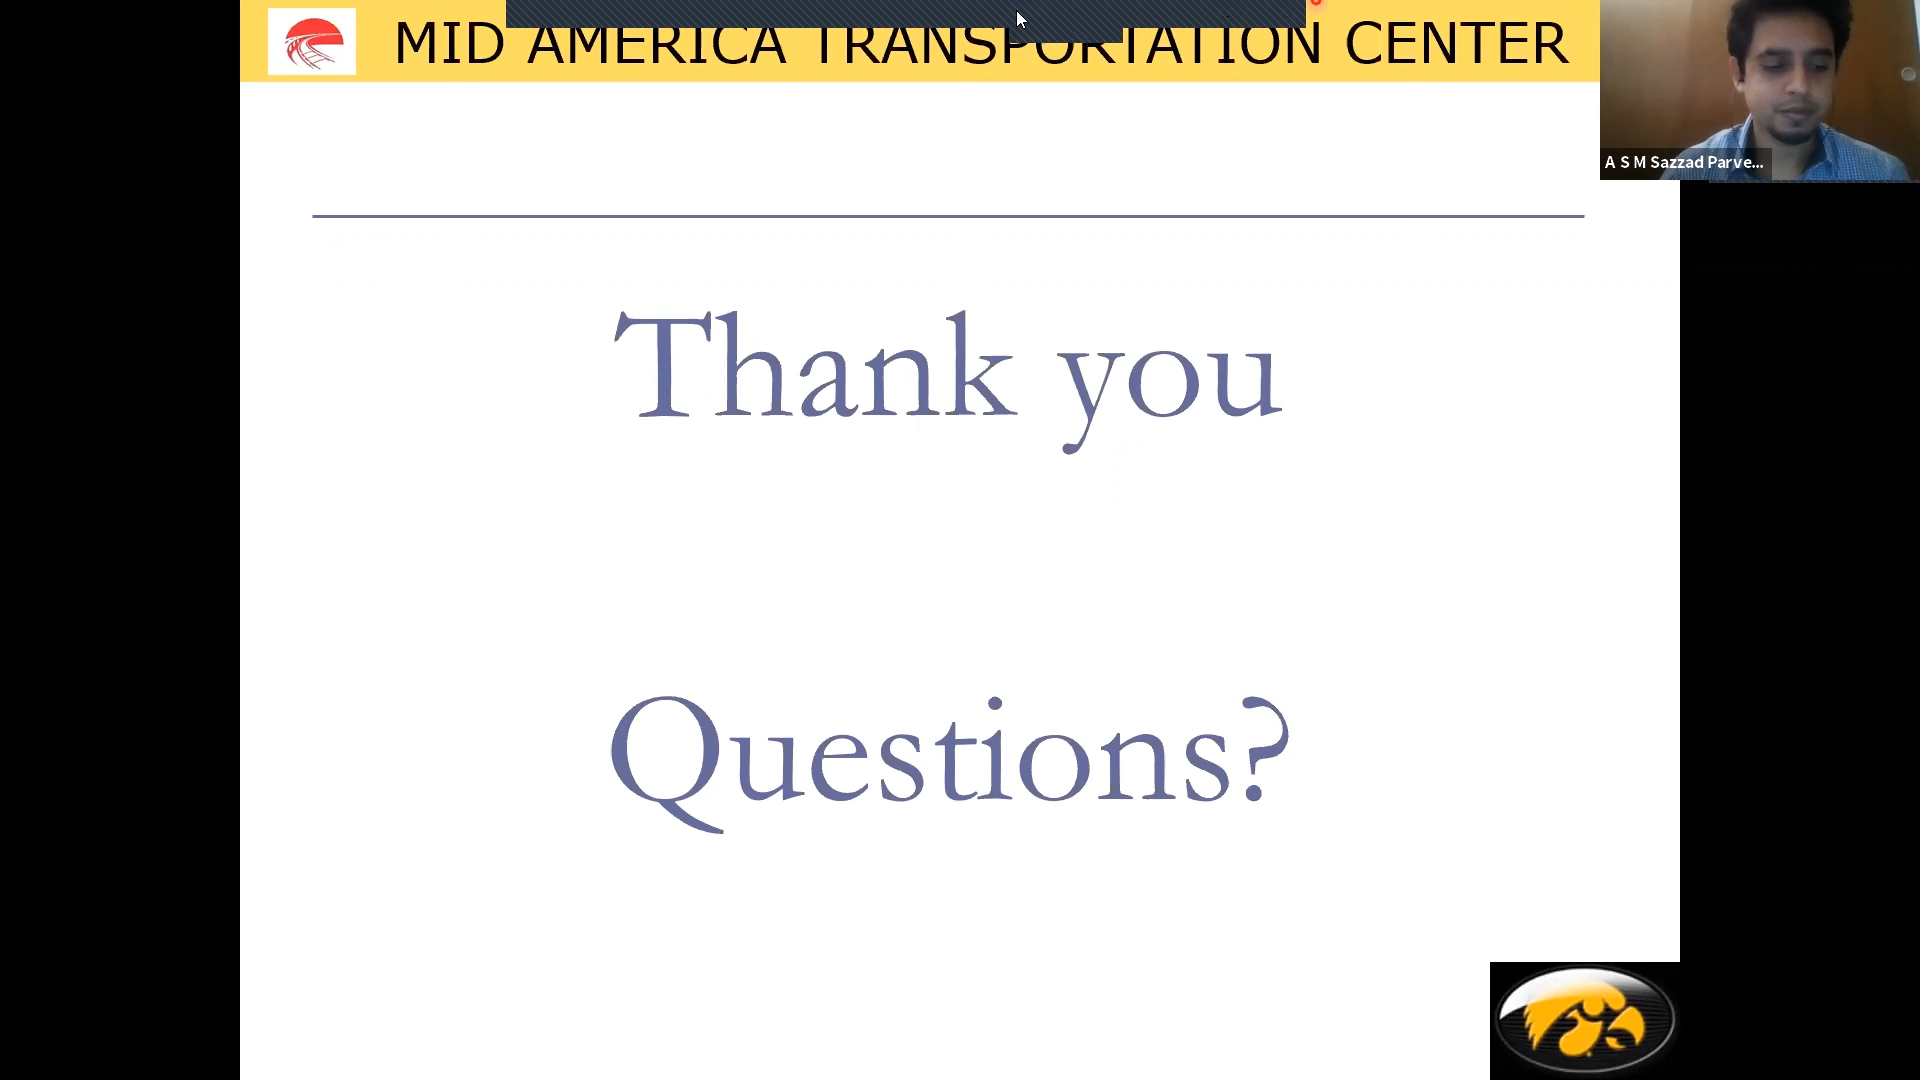 MID AMERICA TRANSPORTATION CENTER
A S M Sazzad Parve...
Thank you
Questions?